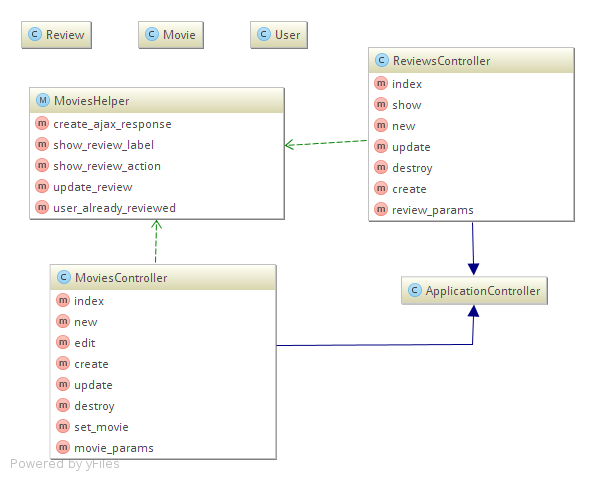 C Review
C Movie
C User
C ReviewsController
m index
m show
m new
m update
m destroy
m create
m review_params
M MoviesHelper
m create_ajax_response
m show_review_label
m show_review_action
m update_review
m user_already_reviewed
C MoviesController
m index
m new
m edit
m create
m update
m destroy
m set_movie
m movie_params
C ApplicationController
Powered by yFiles